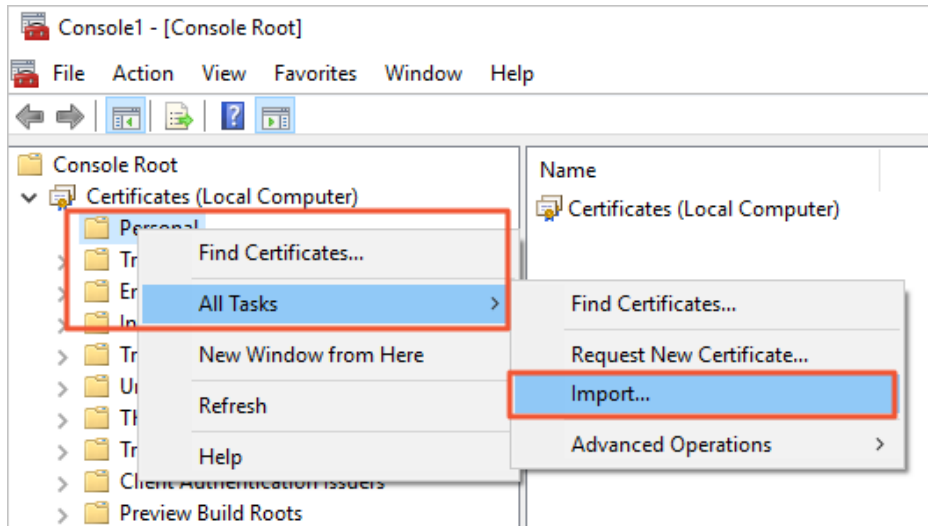 Console1 - [Console Root]
File Action View Favorites Window Help
Console Root
Name
Certificates (Local Computer)
Certificates (Local Computer)
Personal
Find Certificates...
All Tasks
Find Certificates...
New Window from Here
Request New Certificate...
Import...
Refresh
Advanced Operations
Help
Client Authentication Issuers
Preview Build Roots